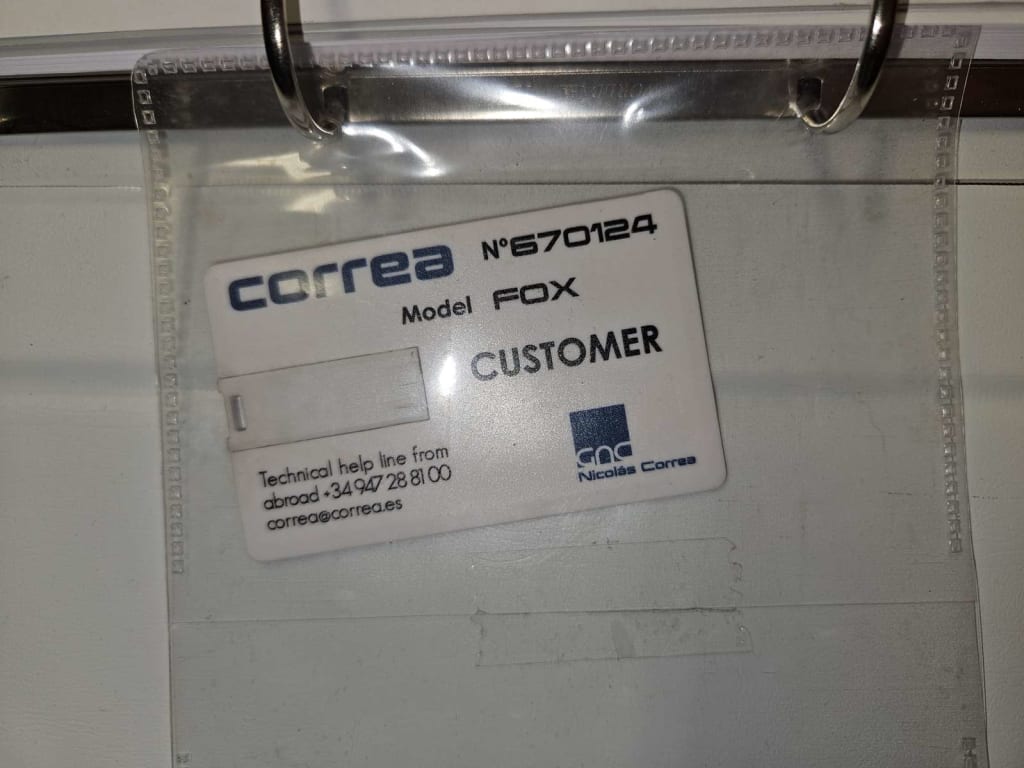 correa N°670124
Model FOX
CUSTOMER
Technical help line from
abroad +34 947 28 81 00
correa@correa.es
GNC
Nicolás Correa